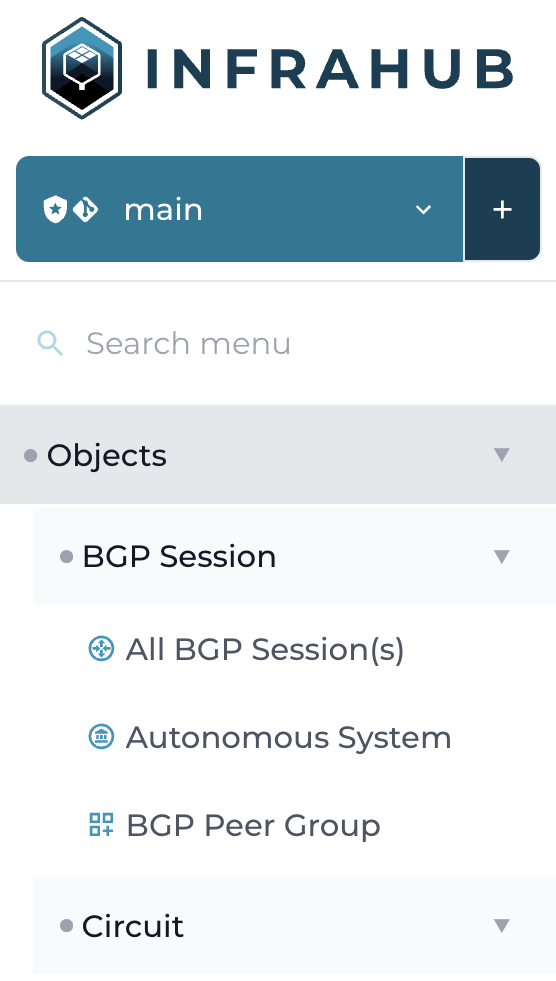 INFRAHUB
main
Search menu
Objects
BGP Session
All BGP Session(s)
Autonomous System
BGP Peer Group
Circuit